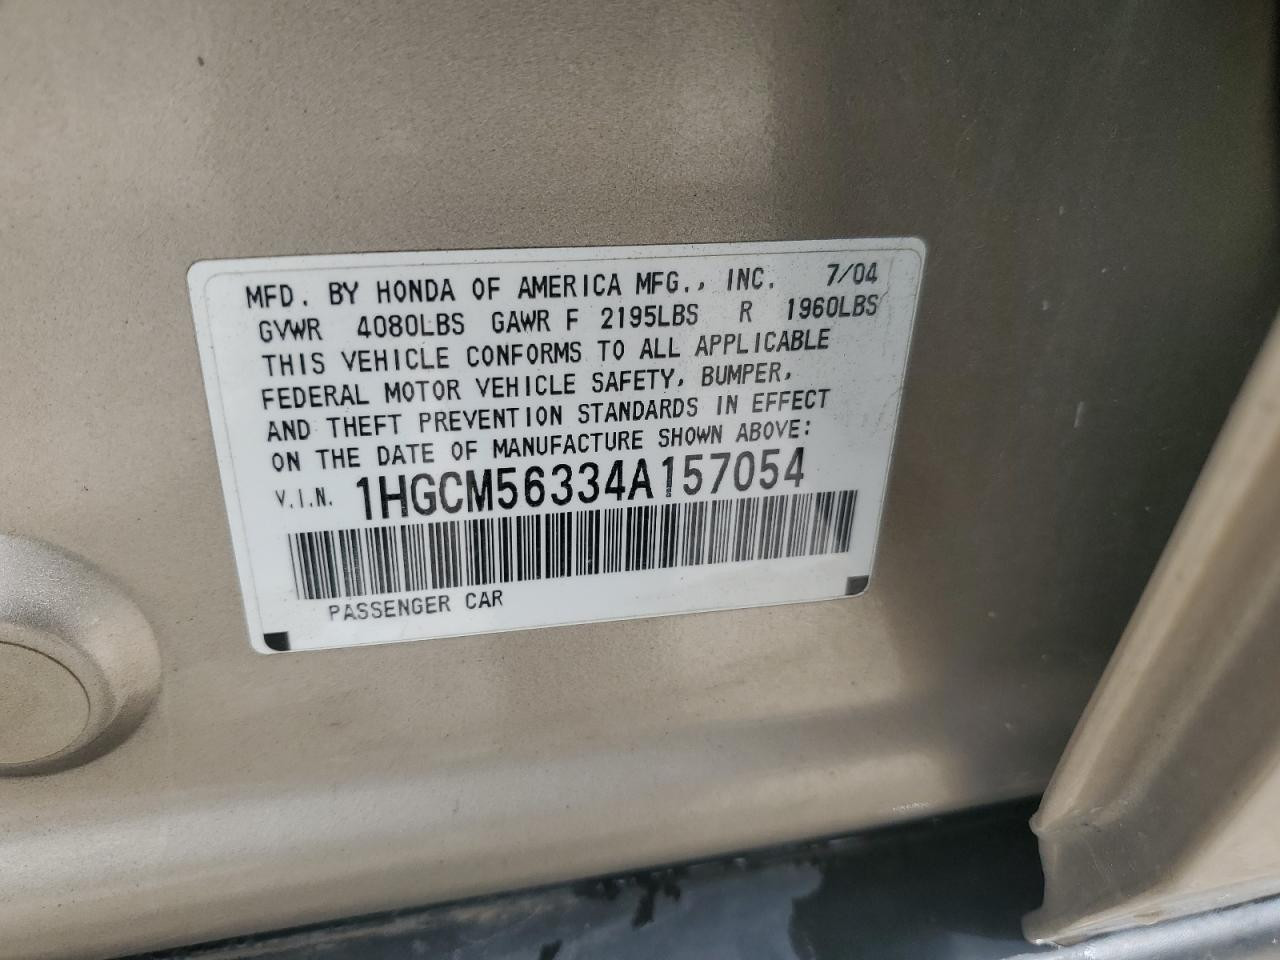 MFD. BY HONDA OF AMERICA MFG., INC. 7/04
GVWR 4080LBS GAWR F 2195LBS R 1960LBS
THIS VEHICLE CONFORMS TO ALL APPLICABLE
FEDERAL MOTOR VEHICLE SAFETY, BUMPER,
AND THEFT PREVENTION STANDARDS IN EFFECT
ON THE DATE OF MANUFACTURE SHOWN ABOVE:
V.I.N. 1HGCM56334A157054
PASSENGER CAR